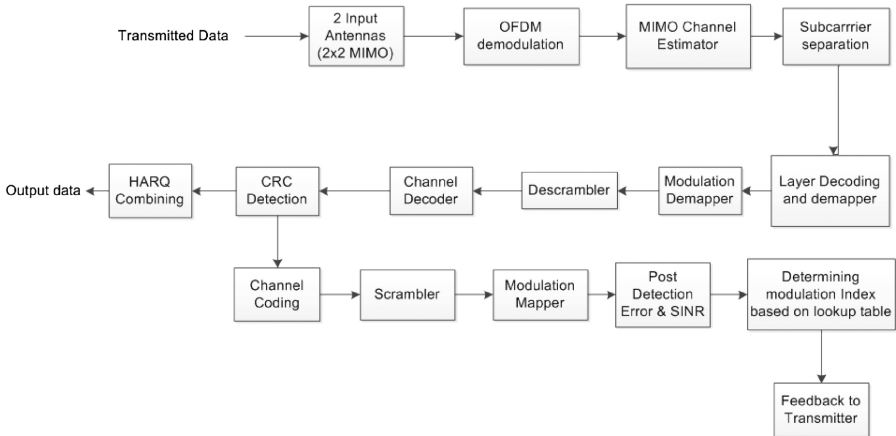 Transmitted Data
2 Input
Antennas
(2x2 MIMO)
OFDM
demodulation
MIMO Channel
Estimator
Subcarrrier
separation
Output data
HARQ
Combining
CRC
Detection
Channel
Decoder
Descrambler
Modulation
Demapper
Layer Decoding
and demapper
Channel
Coding
Scrambler
Modulation
Mapper
Post
Detection
Error & SINR
Determining
modulation Index
based on lookup table
Feedback to
Transmitter